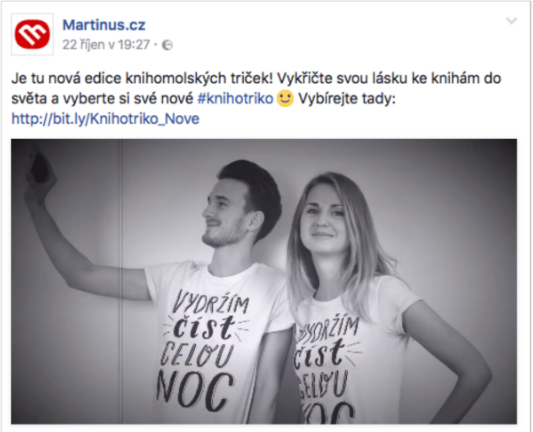 Martinus.cz
22 říjen v 19:27 ·
Je tu nová edice knihomolských triček! Vykřičte svou lásku ke knihám do
světa a vyberte si své nové #knihotriko Vybírejte tady:
http://bit.ly/Knihotriko_Nove
VYDRŽÍM
číst
CELOU
NOC
VYDRŽÍM
číst
CELOU
NOC